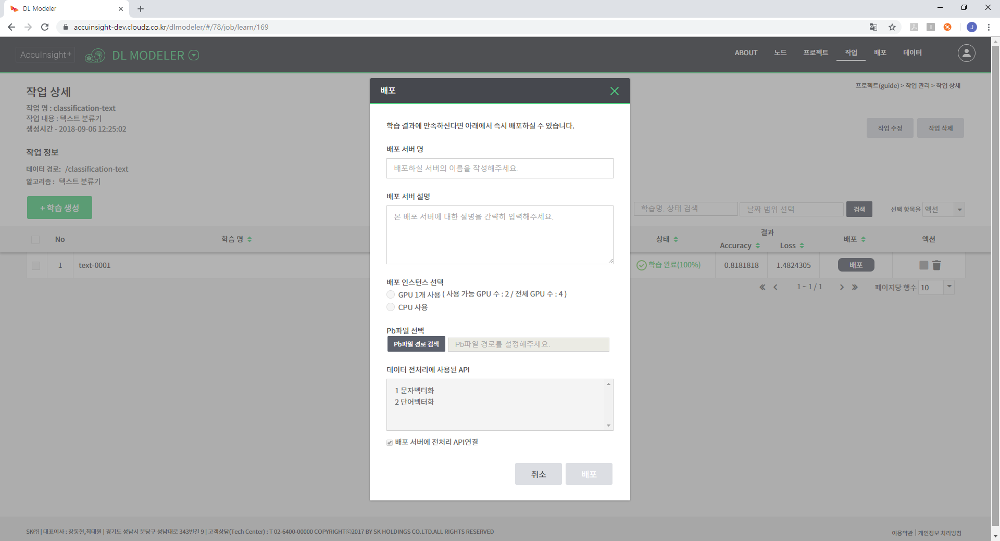 DL Modeler
accuinsight-dev.cloudz.co.kr/dlmodeler/#/78/job/learn/169
J
AccuInsight+
DL MODELER
ABOUT
노드
프로젝트
작업
배포
데이터
작업 상세
프로젝트(guide) > 작업 관리 > 작업 상세
작업 명 : classification-text
작업 내용 : 텍스트 분류기
생성시간 - 2018-09-06 12:25:02
작업 수정
작업 삭제
작업 정보
데이터 경로: /classification-text
알고리즘 : 텍스트 분류기
+ 학습 생성
학습명, 상태 검색
날짜 범위 선택
검색
선택 항목을
액션
No
학습 명
상태
결과
Accuracy
Loss
배포
액션
1
text-0001
학습 완료(100%)
0.8181818
1.4824305
배포
1 ~ 1 / 1
페이지당 행수
10
배포
학습 결과에 만족하신다면 아래에서 즉시 배포하실 수 있습니다.
배포 서버 명
배포하실 서버의 이름을 작성해주세요.
배포 서버 설명
본 배포 서버에 대한 설명을 간략히 입력해주세요.
배포 인스턴스 선택
GPU 1개 사용 ( 사용 가능 GPU 수 : 2 / 전체 GPU 수 : 4 )
CPU 사용
Pb파일 선택
Pb파일 경로 검색
Pb파일 경로를 설정해주세요.
데이터 전처리에 사용된 API
1 문자벡터화
2 단어벡터화
배포 서버에 전처리 API연결
취소
배포
SK㈜ | 대표이사 : 장동현,최태원 | 경기도 성남시 분당구 성남대로 343번길 9 | 고객상담(Tech Center) : T 02-6400-00000 COPYRIGHTⓒ2017 BY SK HOLDINGS CO.LTD.ALL RIGHTS RESERVED
이용약관 | 개인정보 처리방침